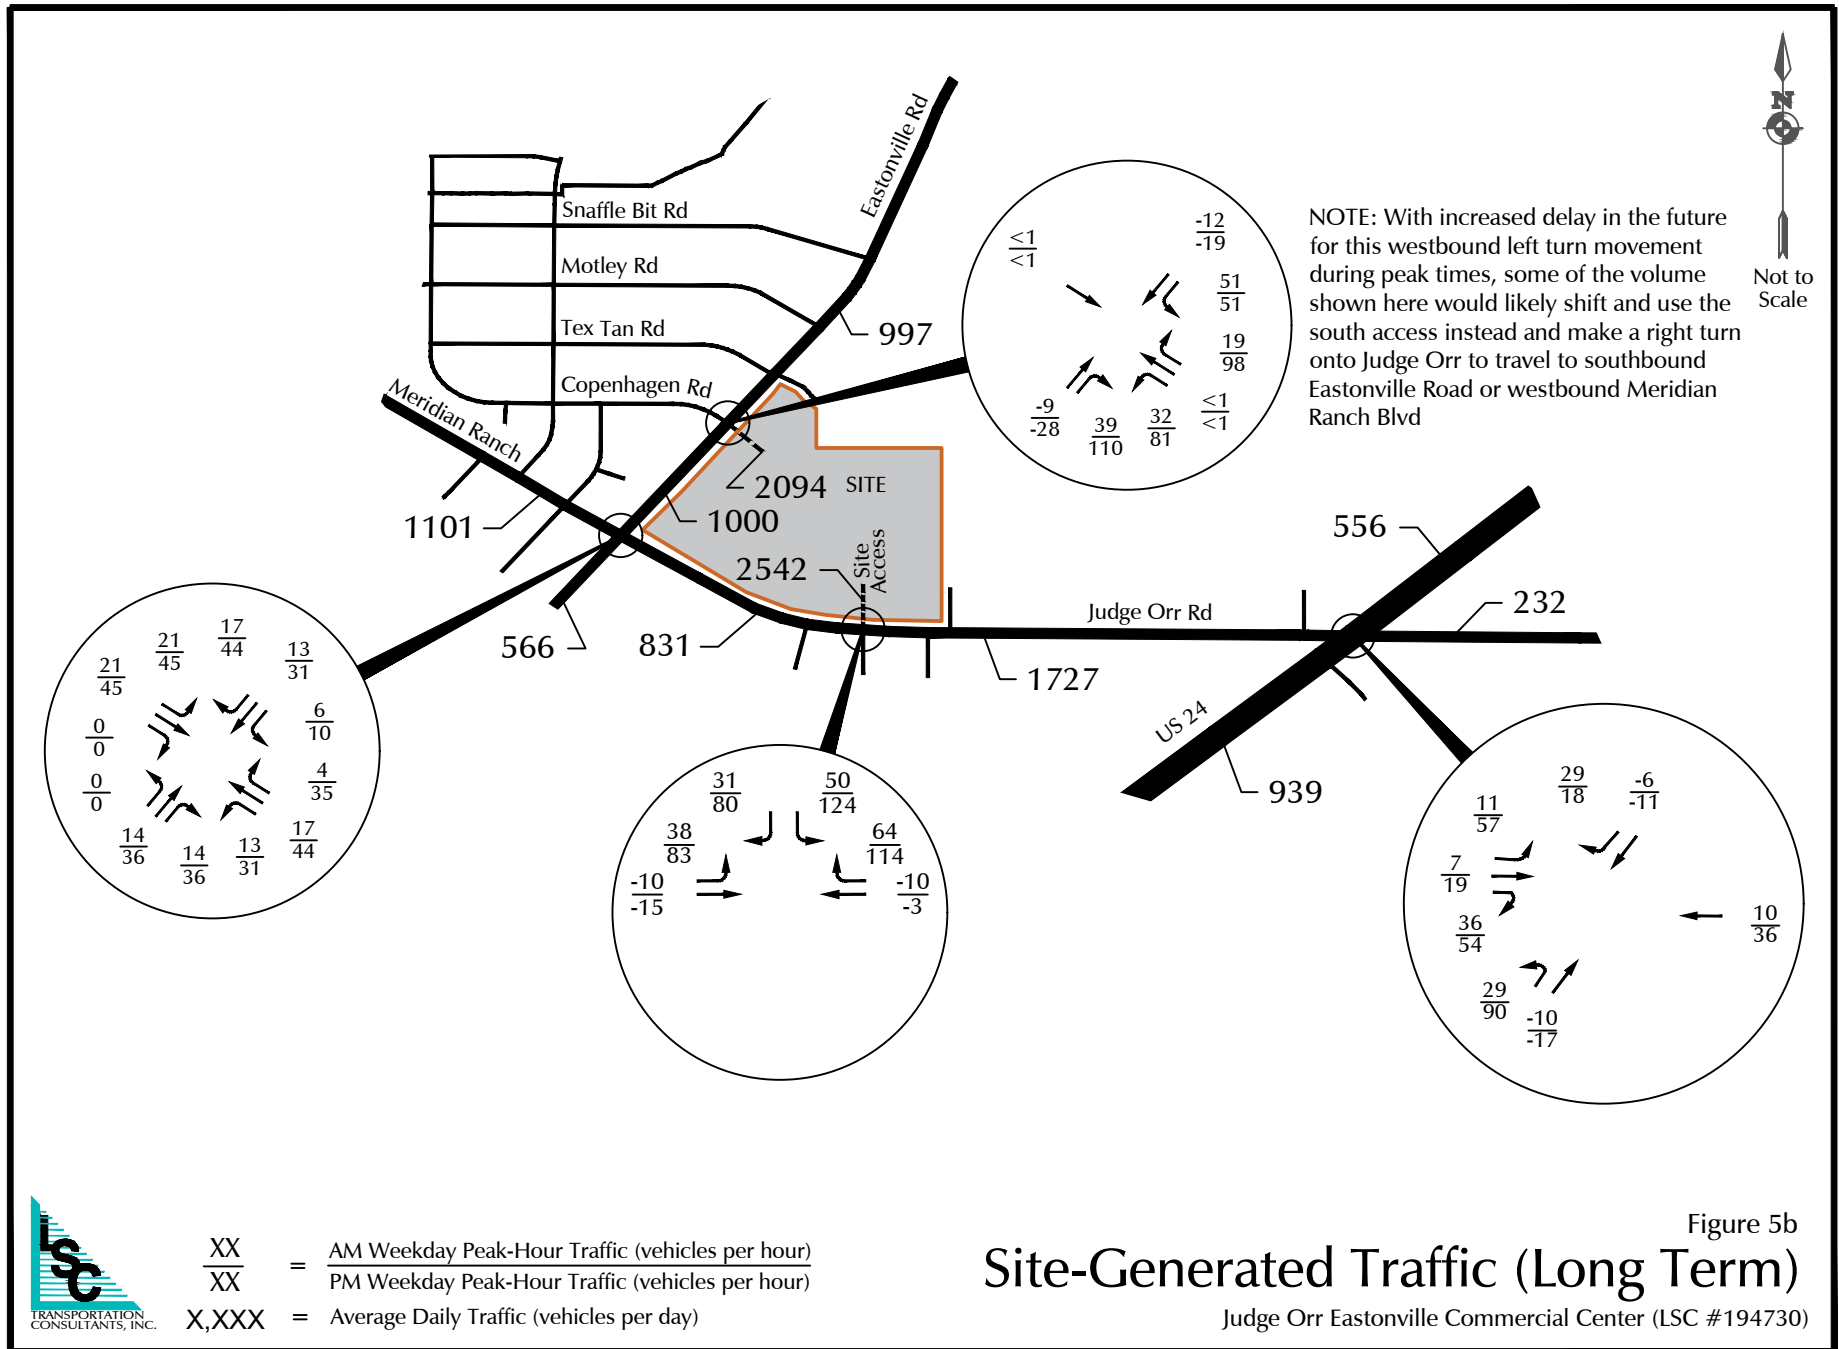 Eastonville Rd
Snaffle Bit Rd
Motley Rd
Tex Tan Rd
Copenhagen Rd
Meridian Ranch
997
2094
SITE
1000
1101
2542
Site
Access
566
831
1727
Judge Orr Rd
556
232
US 24
939
N
Not to
Scale
NOTE: With increased delay in the future
for this westbound left turn movement
during peak times, some of the volume
shown here would likely shift and use the
south access instead and make a right turn
onto Judge Orr to travel to southbound
Eastonville Road or westbound Meridian
Ranch Blvd
<1
<1
-12
-19
51
51
19
98
<1
<1
32
81
39
110
-9
-28
21
45
21
45
17
44
13
31
6
10
4
35
17
44
13
31
14
36
14
36
0
0
0
0
31
80
50
124
38
83
64
114
-10
-15
-10
-3
29
18
-6
-11
11
57
7
19
36
54
10
36
29
90
-10
-17
LSC
TRANSPORTATION
CONSULTANTS, INC.
XX
XX
=
AM Weekday Peak-Hour Traffic (vehicles per hour)
PM Weekday Peak-Hour Traffic (vehicles per hour)
X,XXX = Average Daily Traffic (vehicles per day)
Figure 5b
Site-Generated Traffic (Long Term)
Judge Orr Eastonville Commercial Center (LSC #194730)